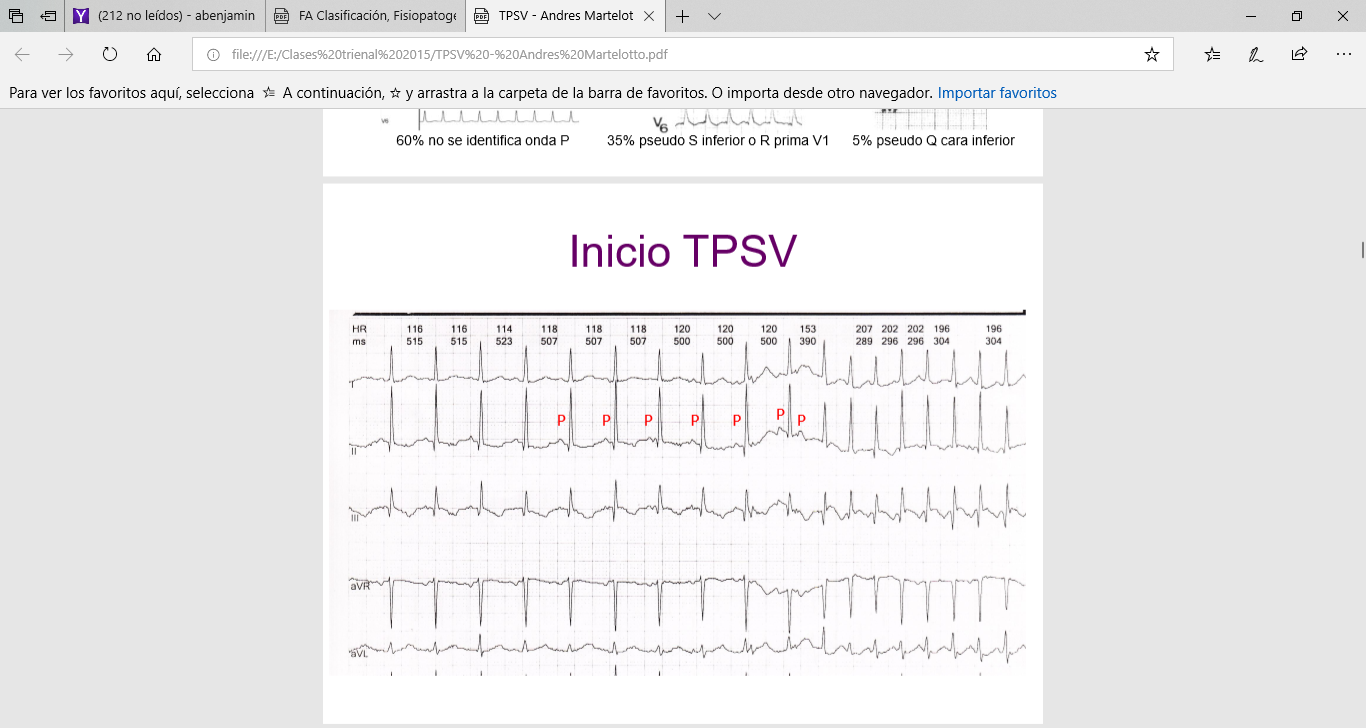 (212 no leídos) - abenjamin
FA Clasificación, Fisiopatoge
TPSV - Andres Martelot
file:///E:/Clases%20trienal%202015/TPSV%20-%20Andres%20Martelotto.pdf
Para ver los favoritos aquí, selecciona A continuación, y arrastra a la carpeta de la barra de favoritos. O importa desde otro navegador. Importar favoritos
V6
60% no se identifica onda P 35% pseudo S inferior o R prima V1 5% pseudo Q cara inferior
Inicio TPSV
HR 116 116 114 118 118 118 120 120 120 153 207 202 202 196 196
ms 515 515 523 507 507 507 500 500 500 390 289 296 296 304 304
I
P P P P P P P
II
III
aVR
aVL